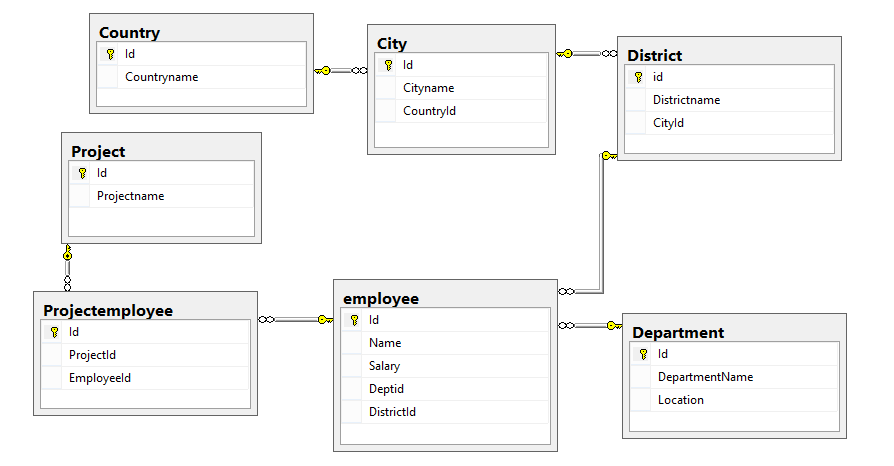 Country
Id
Countryname
City
Id
Cityname
CountryId
District
id
Districtname
CityId
Project
Id
Projectname
Projectemployee
Id
ProjectId
EmployeeId
employee
Id
Name
Salary
Deptid
DistrictId
Department
Id
DepartmentName
Location